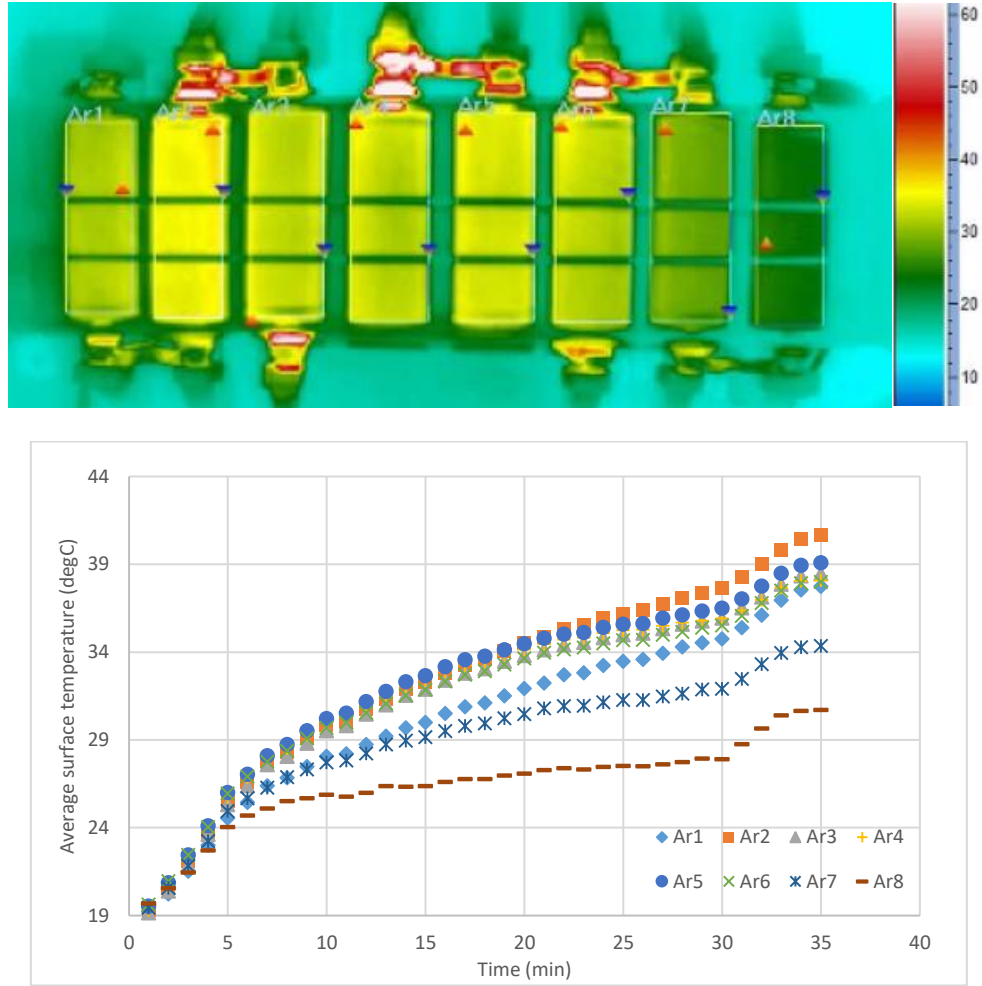 60
50
40
30
20
10
Ar1
Ar2
Ar3
Ar4
Ar5
Ar6
Ar7
Ar8
Average surface temperature (degC)
44
39
34
29
24
19
0 5 10 15 20 25 30 35 40
Time (min)
Ar1 Ar2 Ar3 Ar4
Ar5 Ar6 Ar7 Ar8